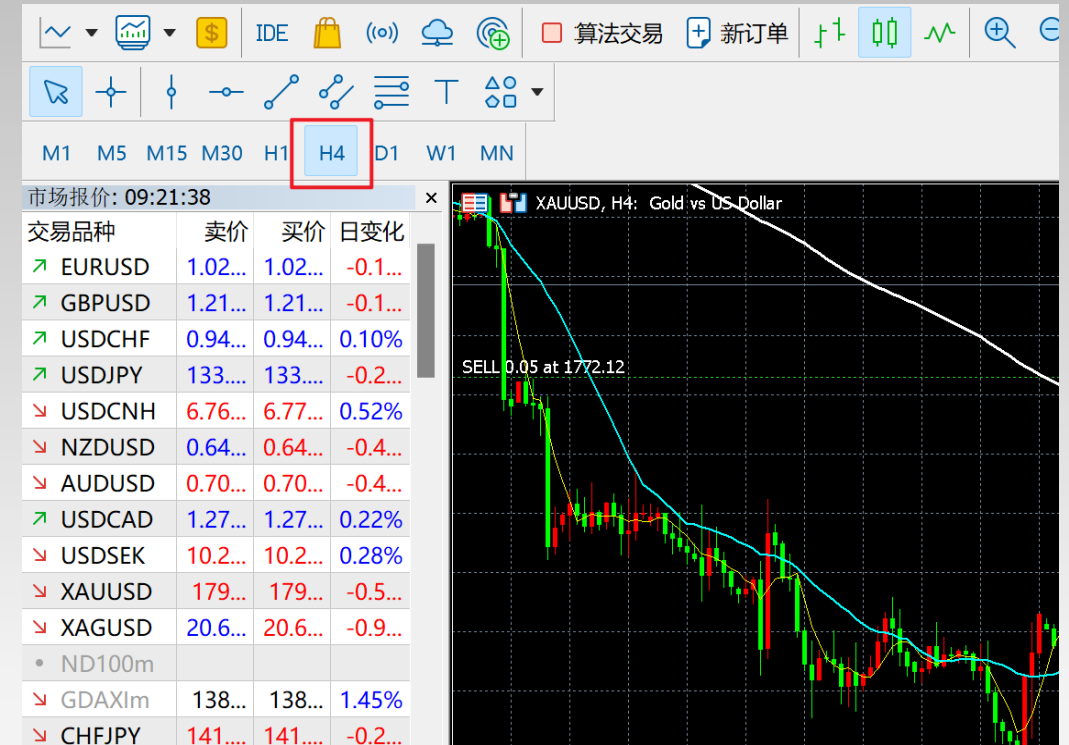 IDE 算法交易 新订单
M1 M5 M15 M30 H1 H4 D1 W1 MN
市场报价: 09:21:38
XAUUSD, H4: Gold vs US Dollar
交易品种 卖价 买价 日变化
EURUSD 1.02... 1.02... -0.1...
GBPUSD 1.21... 1.21... -0.1...
USDCHF 0.94... 0.94... 0.10%
SELL 0.05 at 1772.12
USDJPY 133.... 133.... -0.2...
USDCNH 6.76... 6.77... 0.52%
NZDUSD 0.64... 0.64... -0.4...
AUDUSD 0.70... 0.70... -0.4...
USDCAD 1.27... 1.27... 0.22%
USDSEK 10.2... 10.2... 0.28%
XAUUSD 179... 179... -0.5...
XAGUSD 20.6... 20.6... -0.9...
ND100m
GDAXIm 138... 138... 1.45%
CHFJPY 141.... 141.... -0.2...